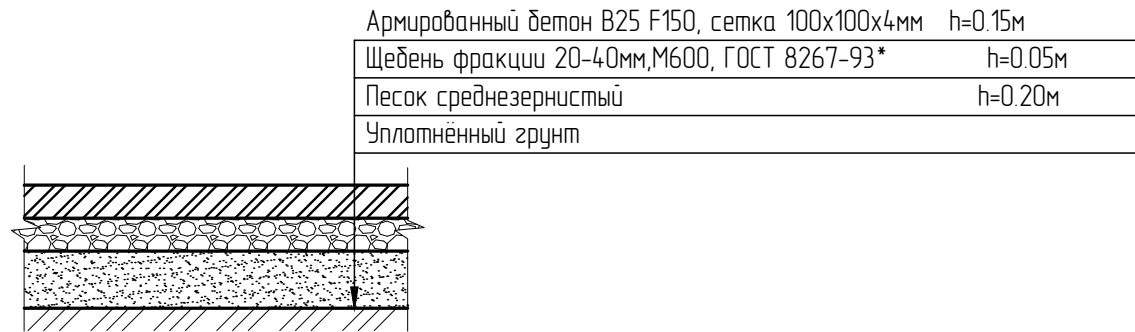 Армированный бетон В25 F150, сетка 100х100х4мм h=0.15м
Щебень фракции 20-40мм,М600, ГОСТ 8267-93* h=0.05м
Песок среднезернистый h=0.20м
Уплотнённый грунт